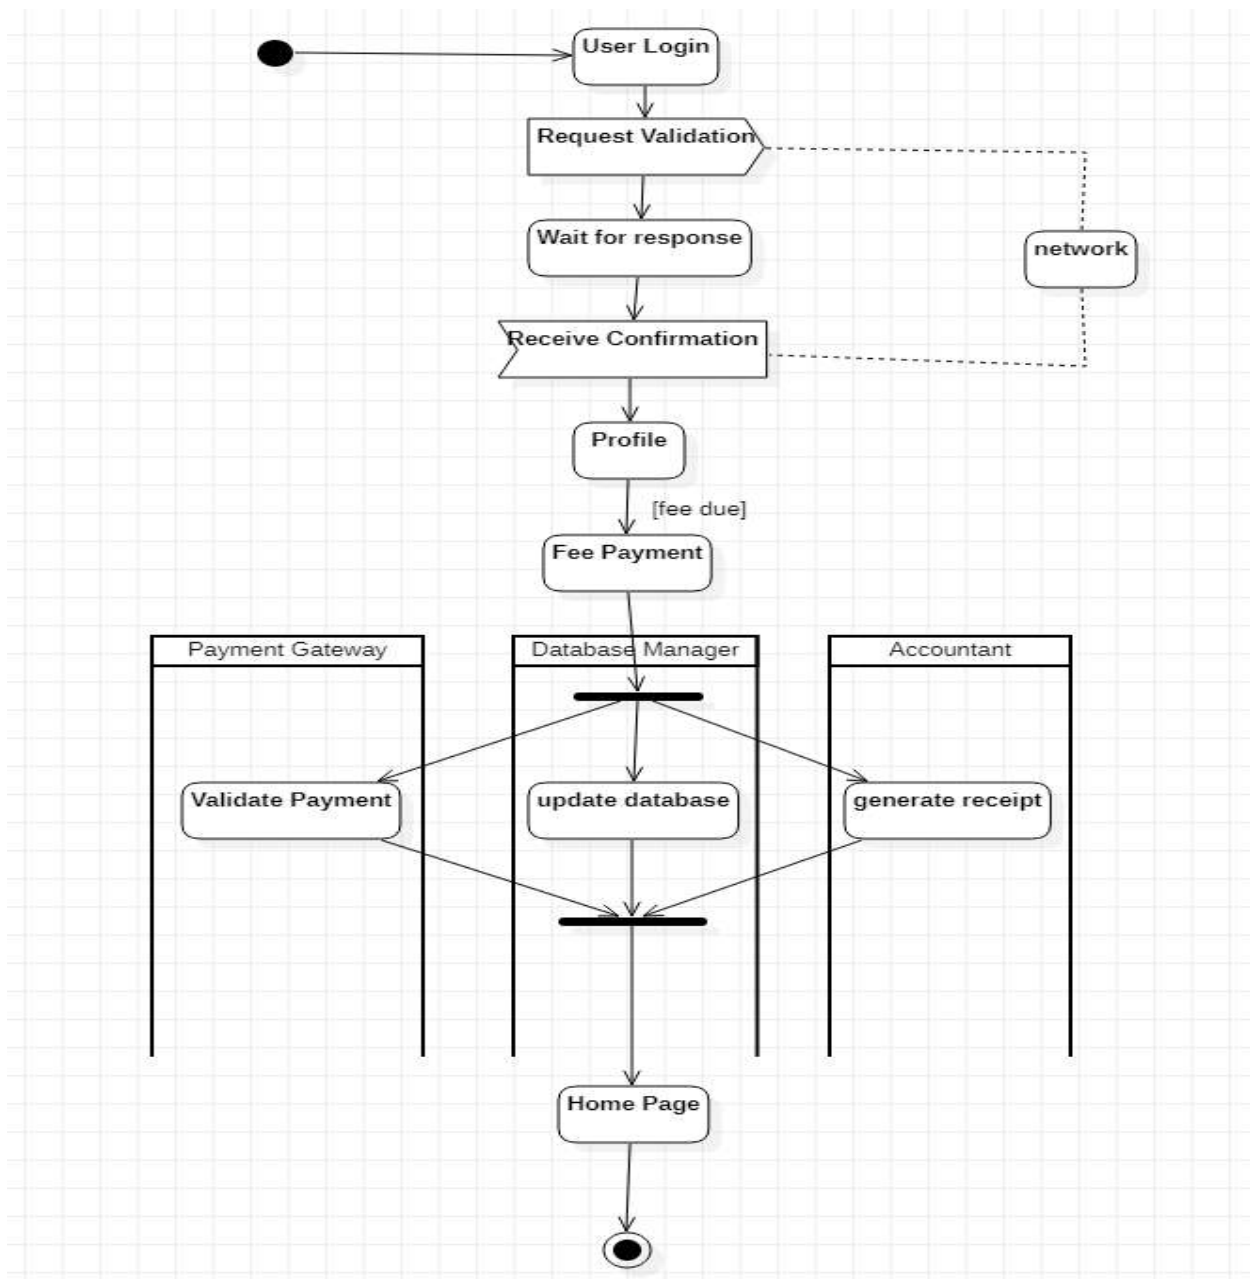 User Login
Request Validation
Wait for response
network
Receive Confirmation
Profile
[fee due]
Fee Payment
Payment Gateway
Database Manager
Accountant
Validate Payment
update database
generate receipt
Home Page